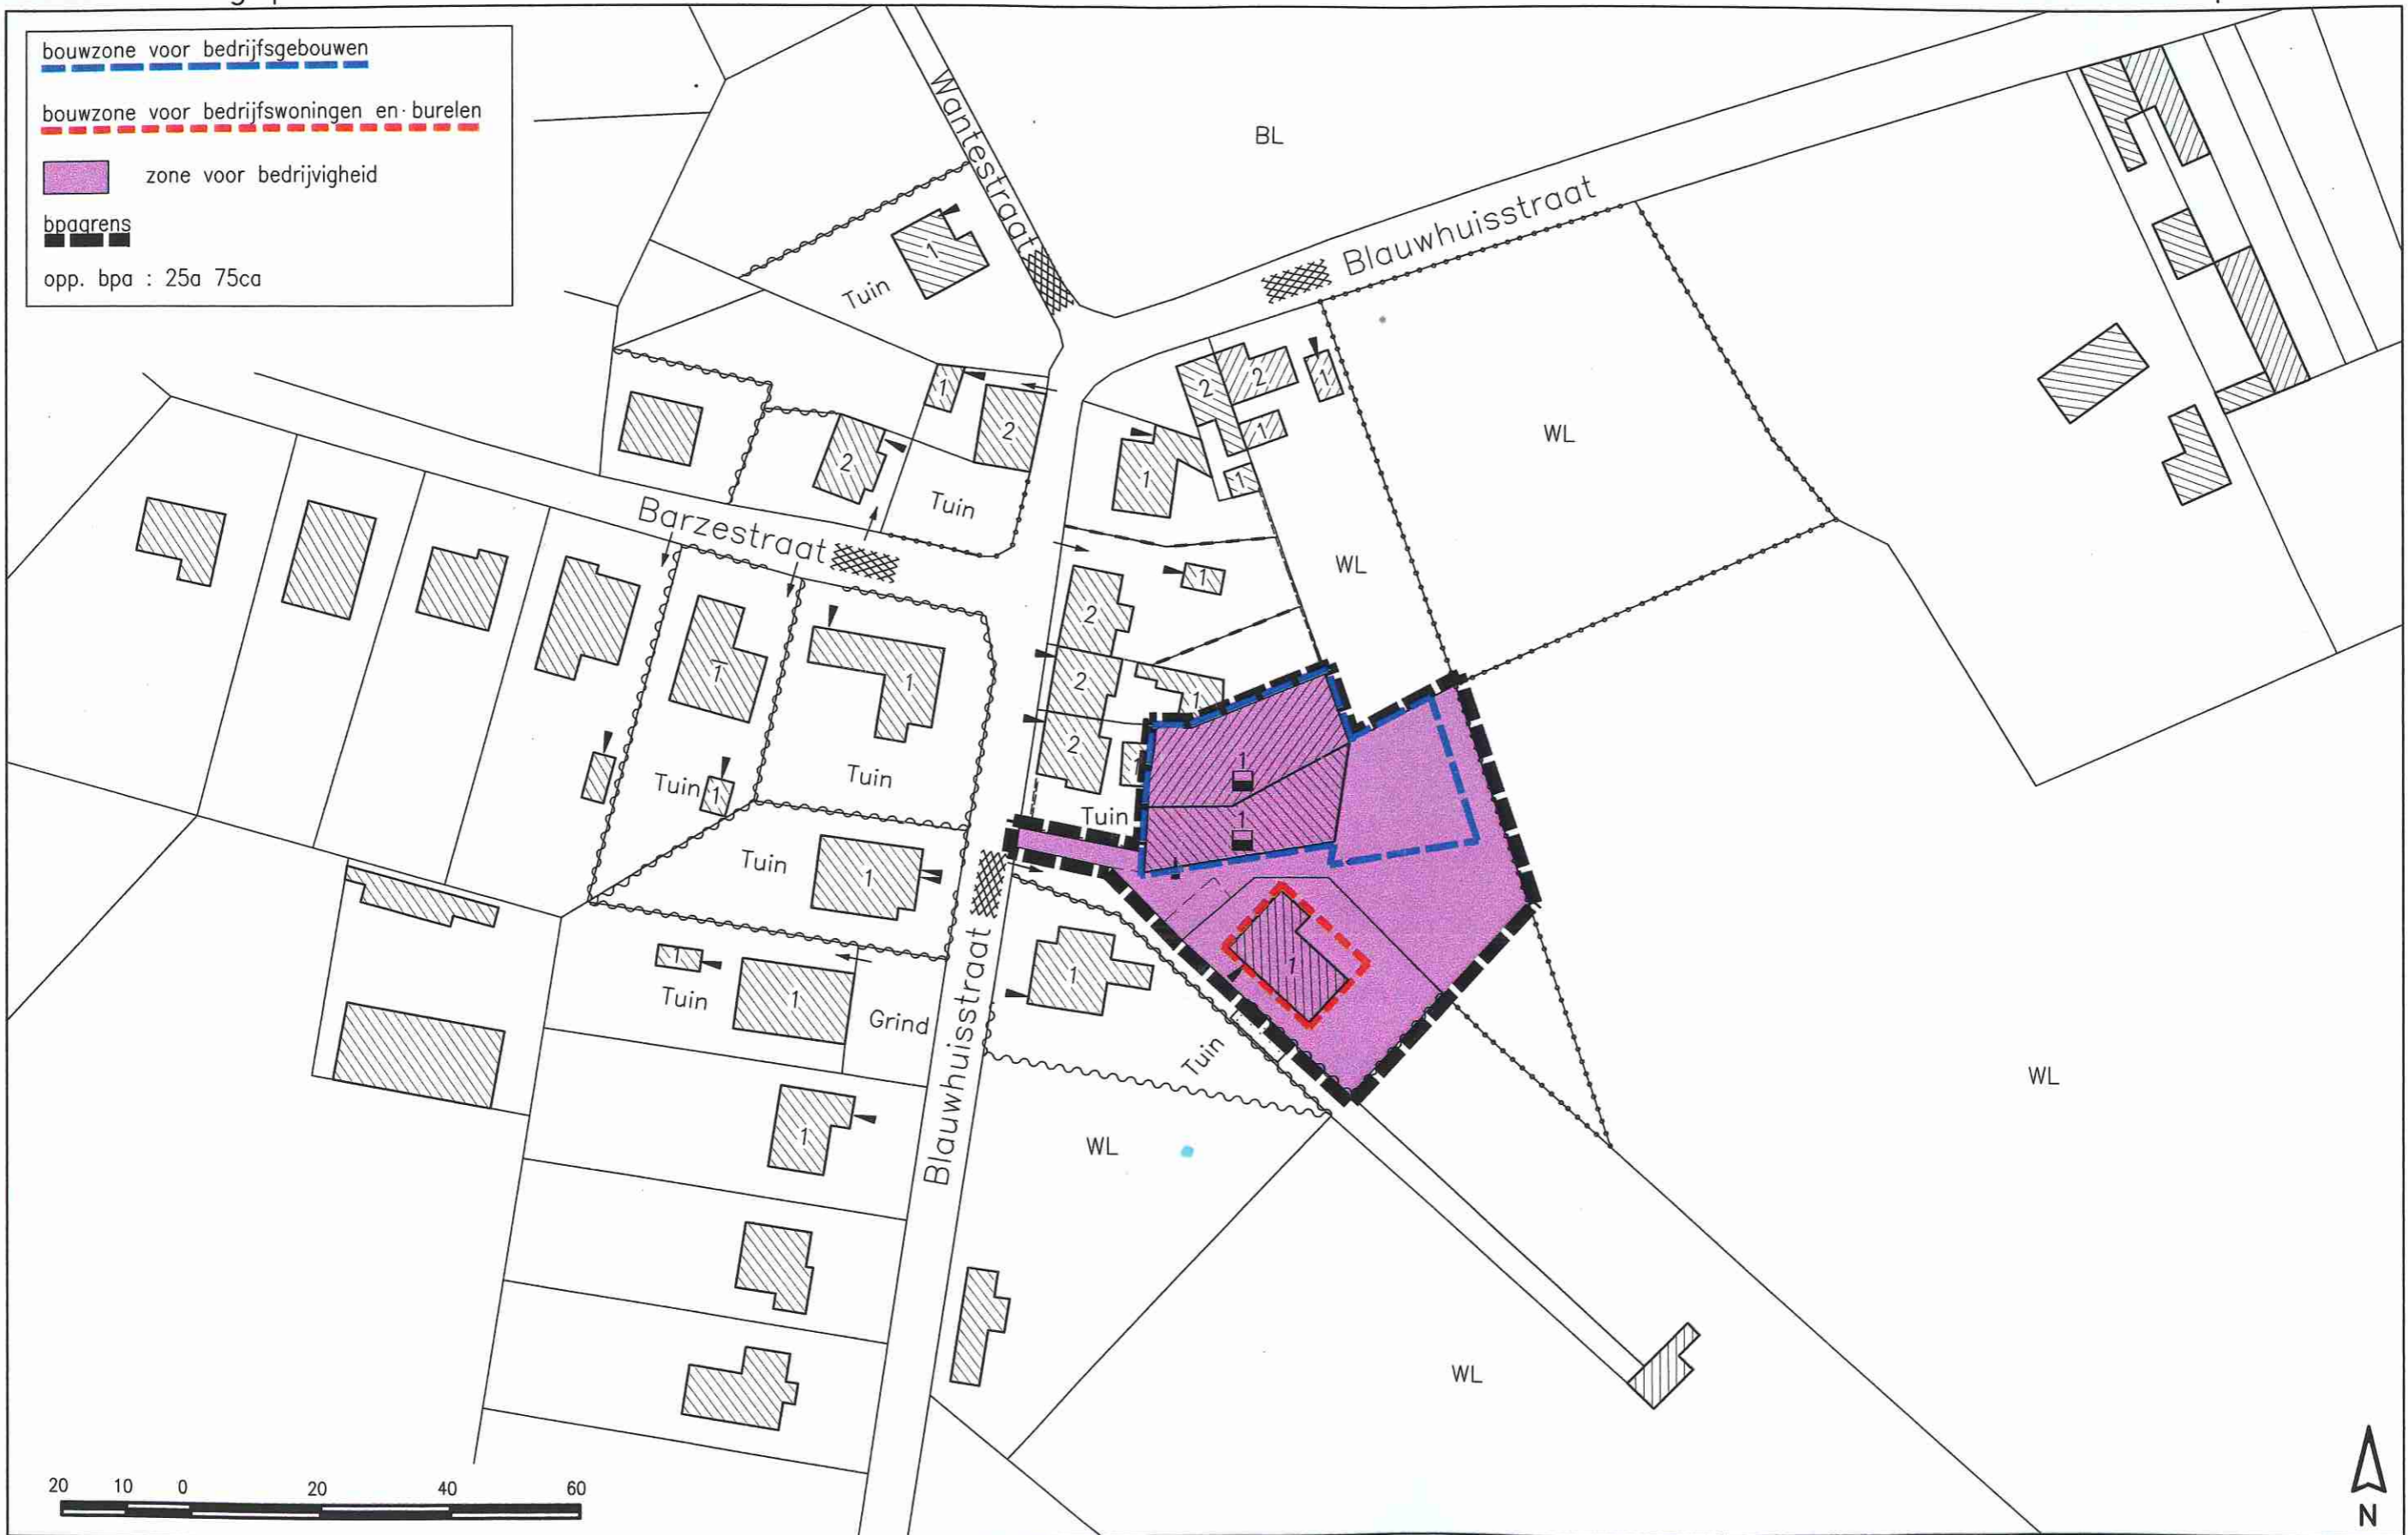 bouwzone voor bedrijfsgebouwen
bouwzone voor bedrijfswoningen en burelen
zone voor bedrijvigheid
bpagrens
opp. bpa : 25a 75ca
Wantestraat
BL
Blauwhuisstraat
1
Tuin
1
2
2
Tuin
2
2
1
1
1
1
WL
WL
Barzestraat
1
2
2
2
1
1
1
1
Tuin
1
Tuin
Tuin
1
1
Tuin
1
1
Tuin
1
Grind
Blauwhuisstraat
1
1
Tuin
1
WL
WL
WL
20 10 0 20 40 60
N